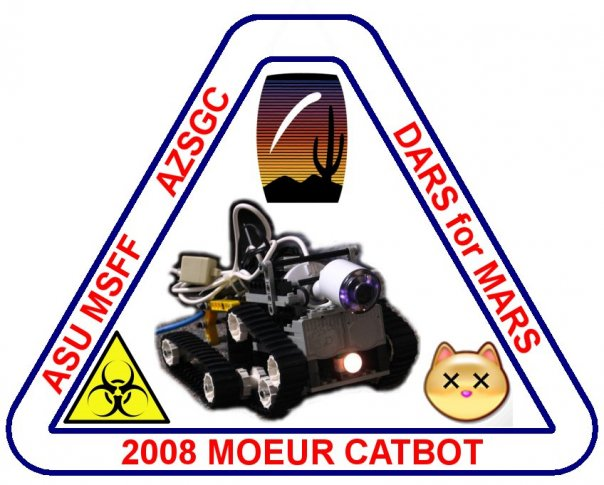 ASU MSFF AZSGC
DARS for MARS
2008 MOEUR CATBOT